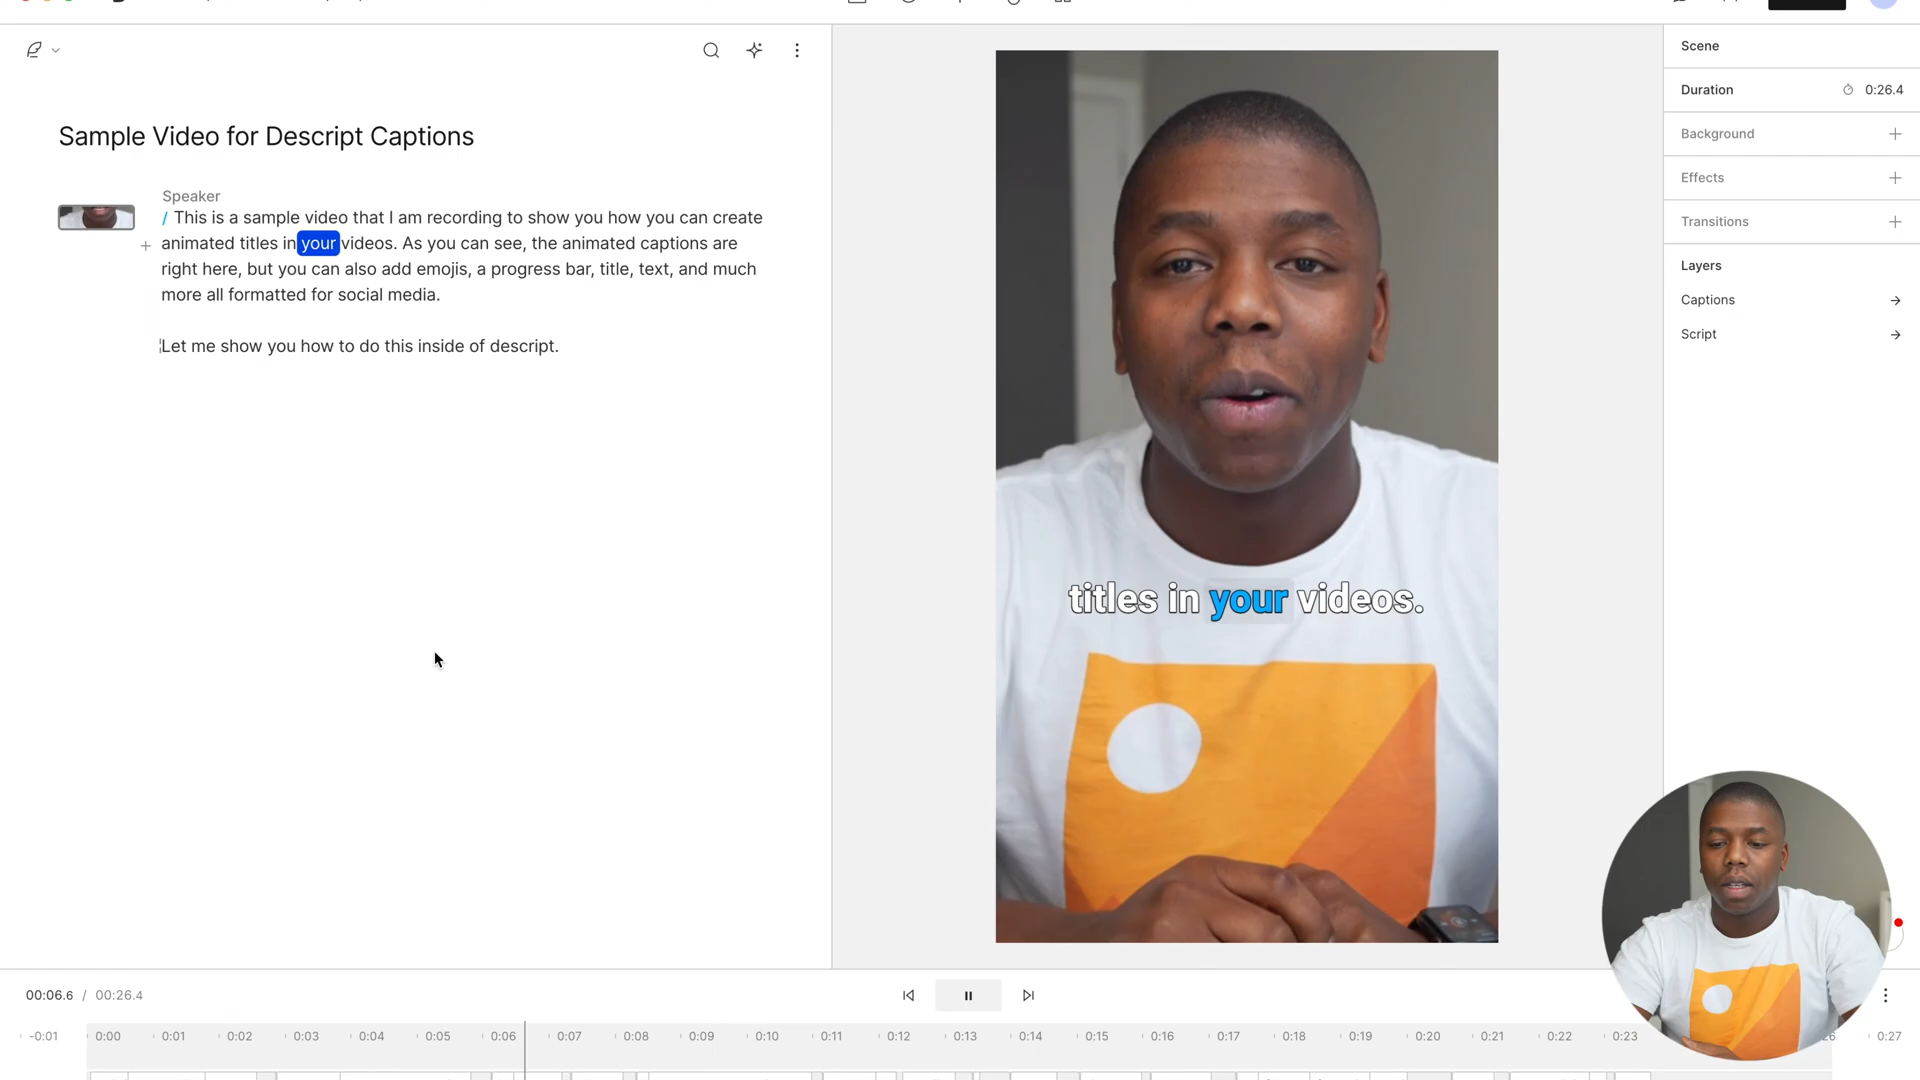 Sample Video for Descript Captions
Speaker
/ This is a sample video that I am recording to show you how you can create
animated titles in your videos. As you can see, the animated captions are
right here, but you can also add emojis, a progress bar, title, text, and much
more all formatted for social media.
Let me show you how to do this inside of descript.
titles in your videos.
Scene
Duration 0:26.4
Background
Effects
Transitions
Layers
Captions
Script
00:06.6 / 00:26.4
-0:01 0:00 0:01 0:02 0:03 0:04 0:05 0:06 0:07 0:08 0:09 0:10 0:11 0:12 0:13 0:14 0:15 0:16 0:17 0:18 0:19 0:20 0:21 0:22 0:23 0:27